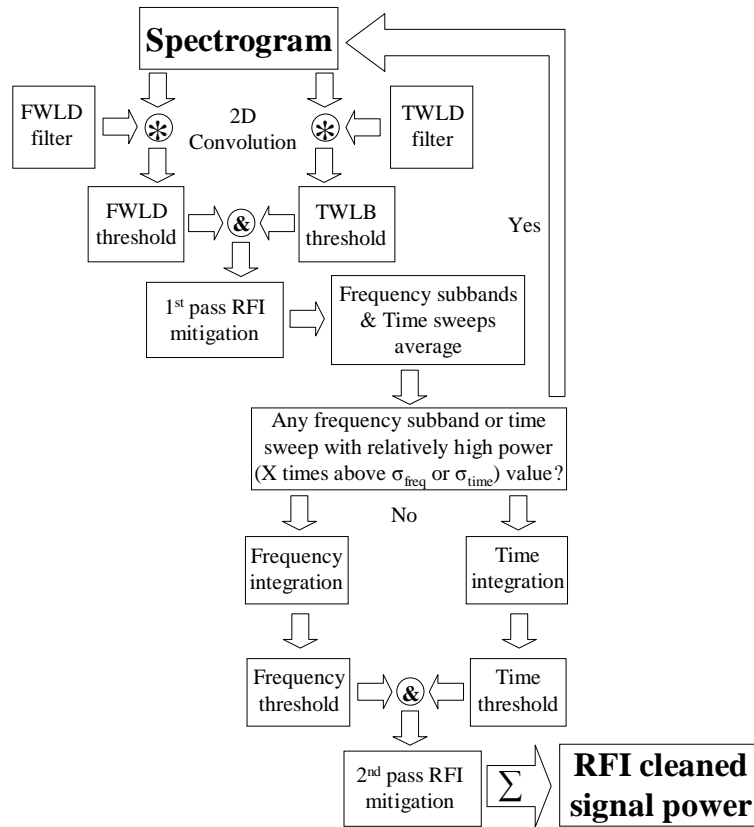 Spectrogram
FWLD
filter
2D
Convolution
TWLD
filter
*
*
FWLD
threshold
&
TWLB
threshold
Yes
1st pass RFI
mitigation
Frequency subbands
& Time sweeps
average
Any frequency subband or time
sweep with relatively high power
(X times above σfreq or σtime) value?
No
Frequency
integration
Time
integration
Frequency
threshold
&
Time
threshold
2nd pass RFI
mitigation
∑
RFI cleaned
signal power